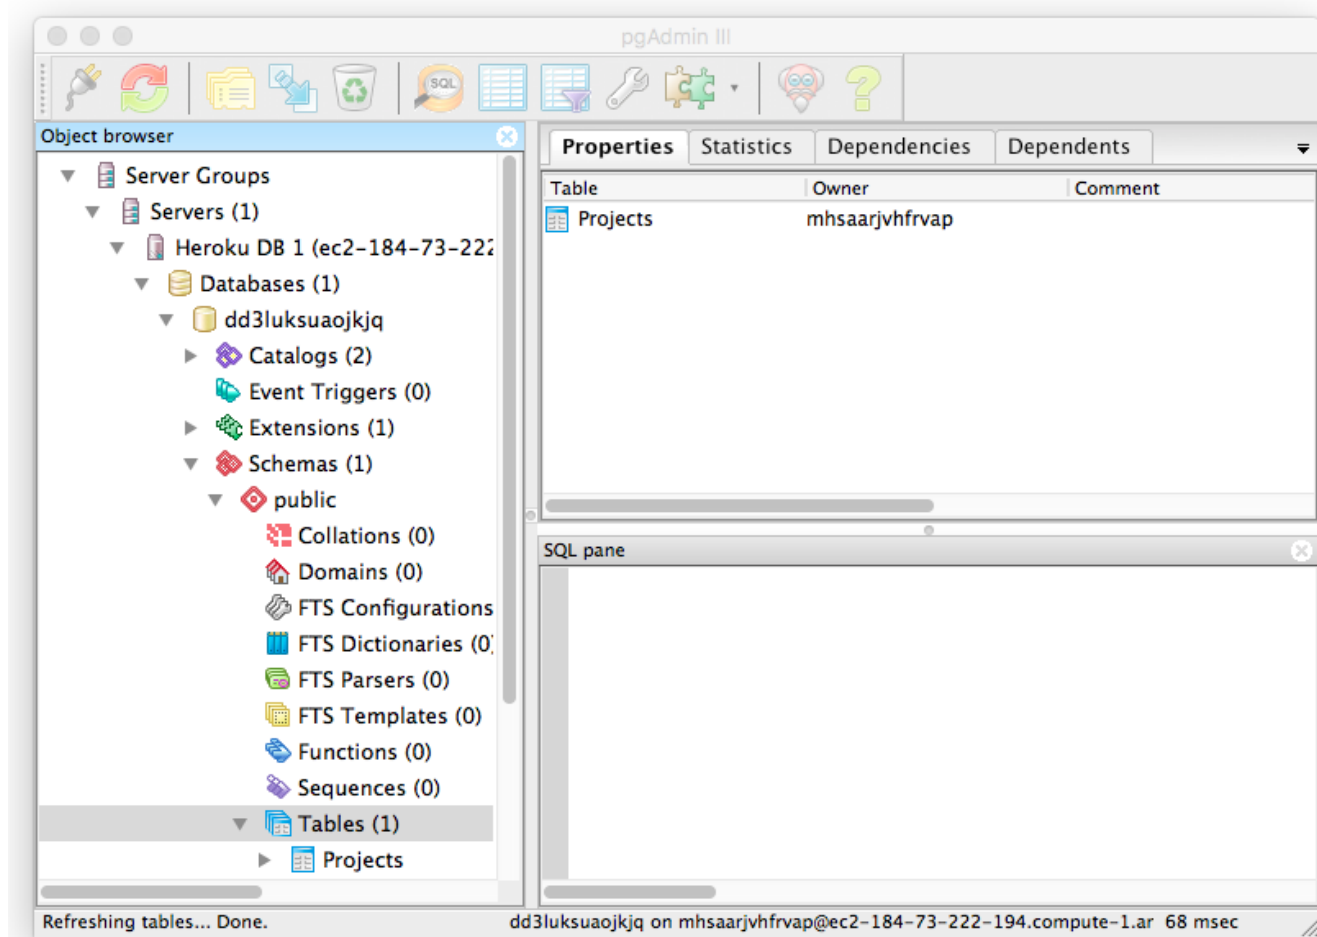 pgAdmin III
SQL
Object browser
Server Groups
Servers (1)
Heroku DB 1 (ec2-184-73-222
Databases (1)
dd3luksuaojkjq
Catalogs (2)
Event Triggers (0)
Extensions (1)
Schemas (1)
public
Collations (0)
Domains (0)
FTS Configurations
FTS Dictionaries (0)
FTS Parsers (0)
FTS Templates (0)
Functions (0)
Sequences (0)
Tables (1)
Projects
Properties Statistics Dependencies Dependents
Table Owner Comment
Projects mhsaarjvhfrvap
SQL pane
Refreshing tables... Done. dd3luksuaojkjq on mhsaarjvhfrvap@ec2-184-73-222-194.compute-1.ar 68 msec